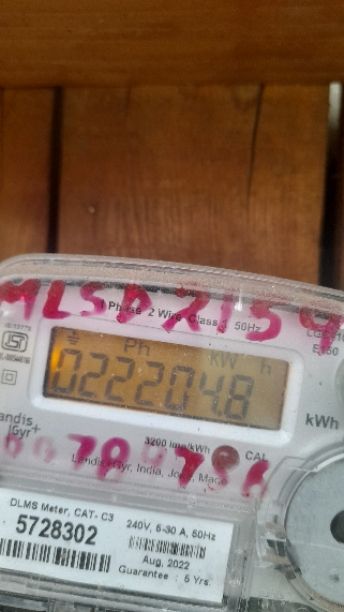 MLSDX154
1 Phase 2 Wire Class 1 50Hz
Ph kW h
022204.8
kWh
Landis
Gyr+
3200 imp/kWh CAL
Landis+Gyr, India,
DLMS Meter, CAT- C3
5728302
240V, 5-30 A, 50Hz
Aug, 2022
Guarantee : 5 Yrs.